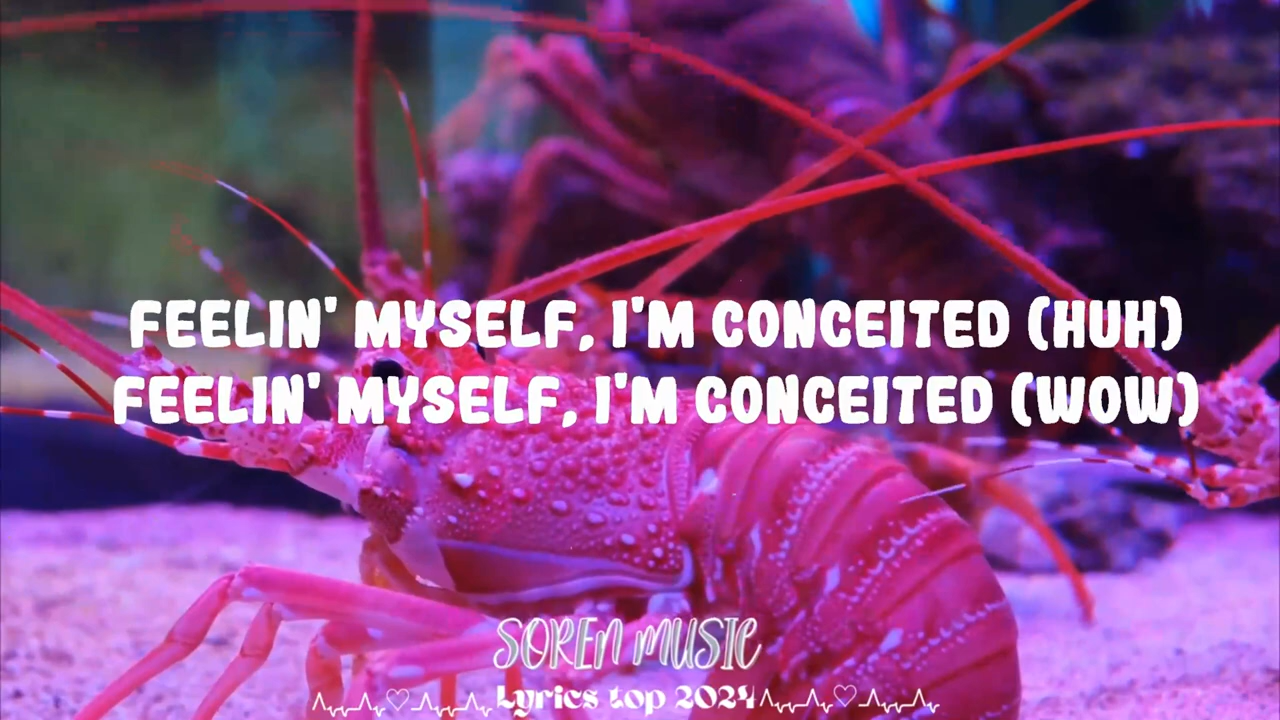 FEELIN' MYSELF, I'M CONCEITED (HUH)
FEELIN' MYSELF, I'M CONCEITED (WOW)
SOREN MUSIC
Lyrics top 2024